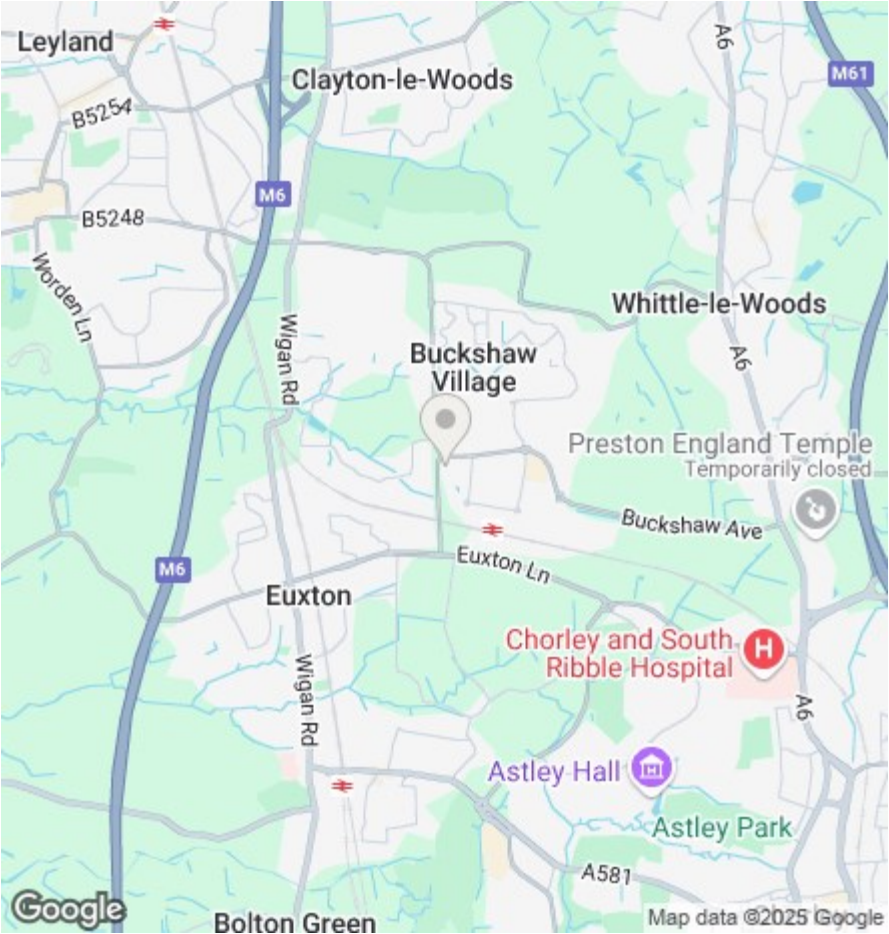 Leyland
A6
M61
Clayton-le-Woods
B5254
M6
B5248
Worden Ln
Whittle-le-Woods
Wigan Rd
Buckshaw
Village
A6
Preston England Temple
Temporarily closed
Buckshaw Ave
Euxton Ln
M6
Euxton
Chorley and South
Ribble Hospital
H
Wigan Rd
A6
Astley Hall
Astley Park
A581
Google
Bolton Green
Map data ©2025 Google